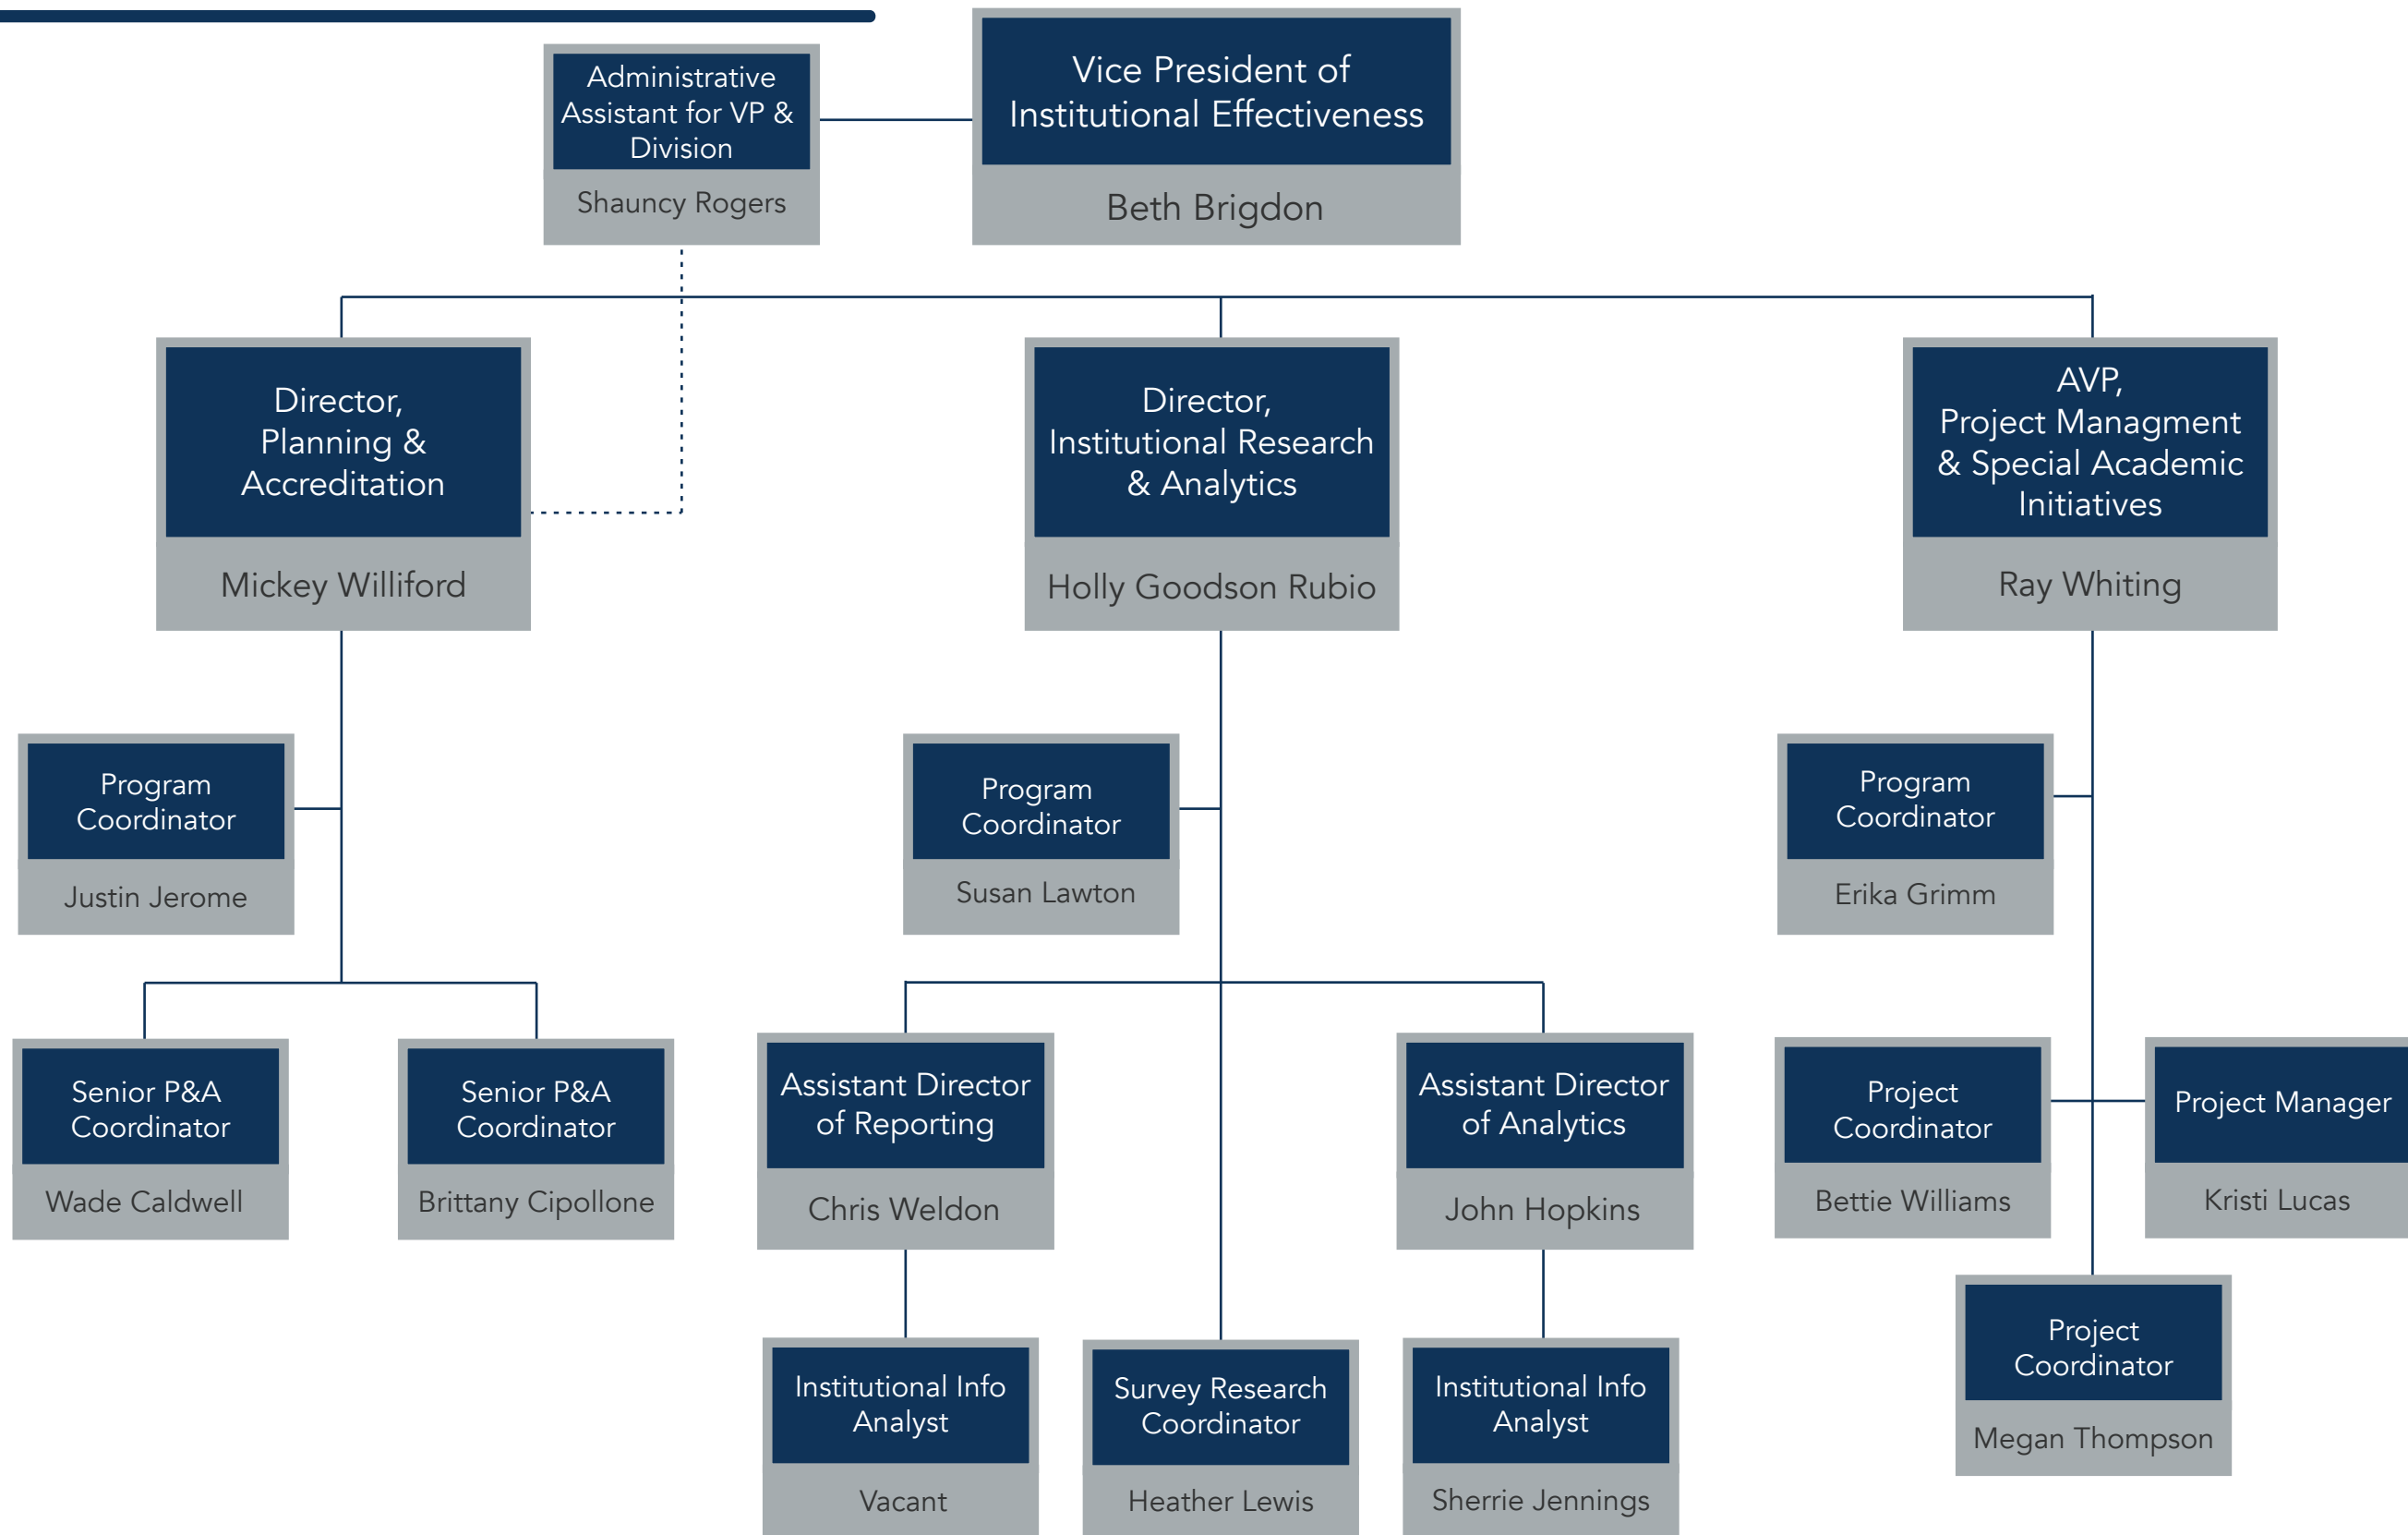 Administrative
Assistant for VP &
Division
Shauncy Rogers
Vice President of
Institutional Effectiveness
Beth Brigdon
Director,
Planning &
Accreditation
Mickey Williford
Director,
Institutional Research
& Analytics
Holly Goodson Rubio
AVP,
Project Managment
& Special Academic
Initiatives
Ray Whiting
Program
Coordinator
Justin Jerome
Program
Coordinator
Susan Lawton
Program
Coordinator
Erika Grimm
Senior P&A
Coordinator
Wade Caldwell
Senior P&A
Coordinator
Brittany Cipollone
Assistant Director
of Reporting
Chris Weldon
Assistant Director
of Analytics
John Hopkins
Project
Coordinator
Bettie Williams
Project Manager
Kristi Lucas
Institutional Info
Analyst
Vacant
Survey Research
Coordinator
Heather Lewis
Institutional Info
Analyst
Sherrie Jennings
Project
Coordinator
Megan Thompson